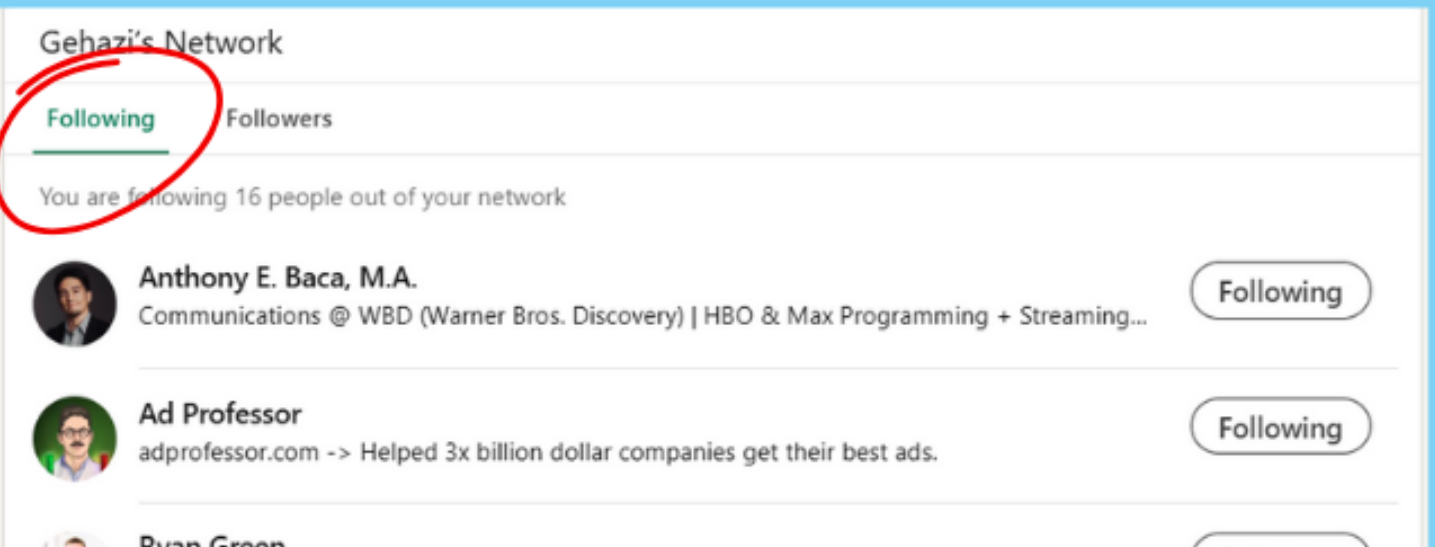 Gehazi's Network
Following Followers
You are following 16 people out of your network
Anthony E. Baca, M.A.
Following
Communications @ WBD (Warner Bros. Discovery) | HBO & Max Programming + Streaming...
Ad Professor
Following
adprofessor.com -> Helped 3x billion dollar companies get their best ads.
Ryan Green